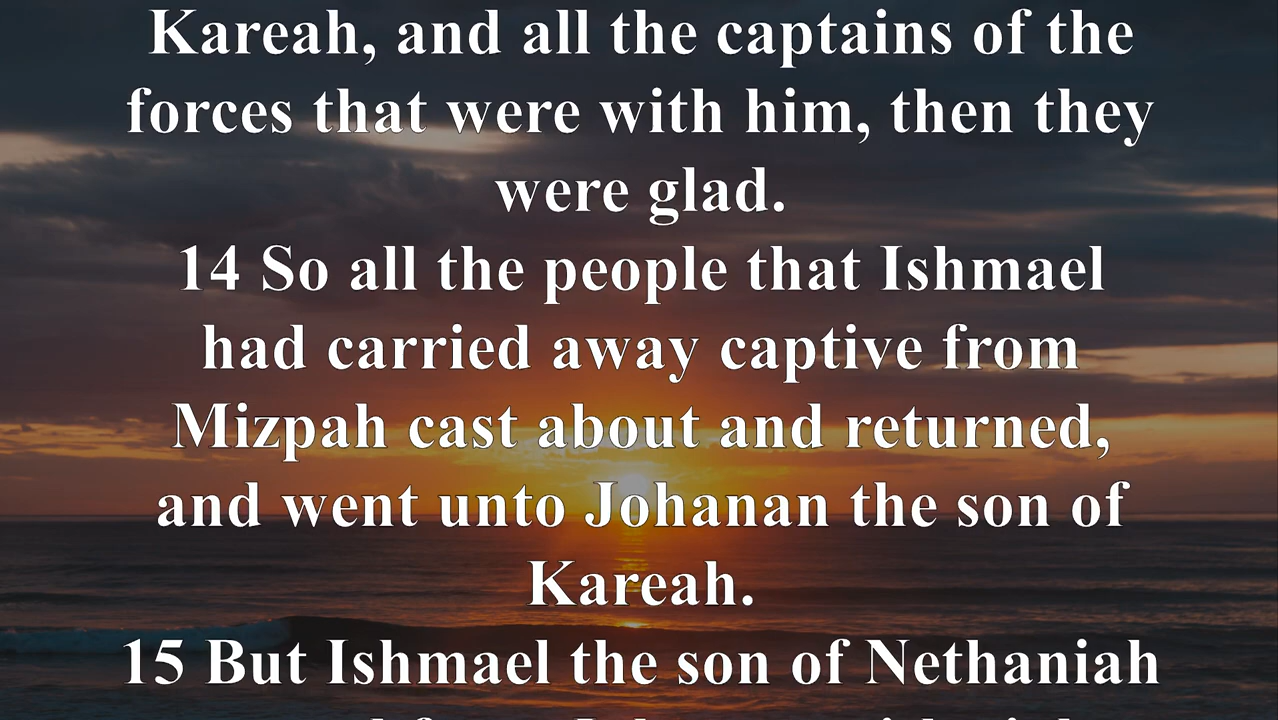 Kareah, and all the captains of the
forces that were with him, then they
were glad.
14 So all the people that Ishmael
had carried away captive from
Mizpah cast about and returned,
and went unto Johanan the son of
Kareah.
15 But Ishmael the son of Nethaniah